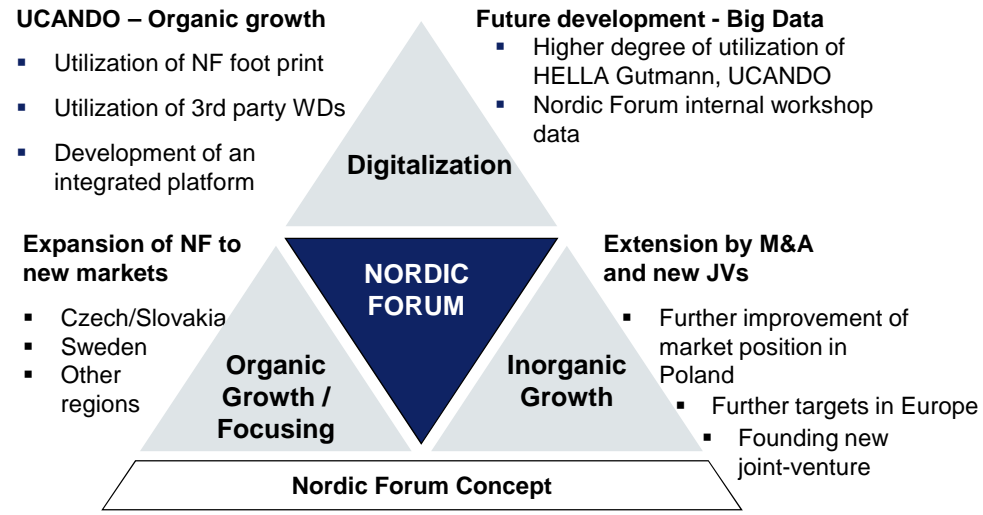 UCANDO – Organic growth
▪ Utilization of NF foot print
▪ Utilization of 3rd party WDs
▪ Development of an
integrated platform
Future development - Big Data
▪ Higher degree of utilization of
HELLA Gutmann, UCANDO
▪ Nordic Forum internal workshop
data
Digitalization
Expansion of NF to
new markets
▪ Czech/Slovakia
▪ Sweden
▪ Other
regions
NORDIC
FORUM
Extension by M&A
and new JVs
▪ Further improvement of
market position in
Poland
▪ Further targets in Europe
▪ Founding new
joint-venture
Organic
Growth /
Focusing
Inorganic
Growth
Nordic Forum Concept